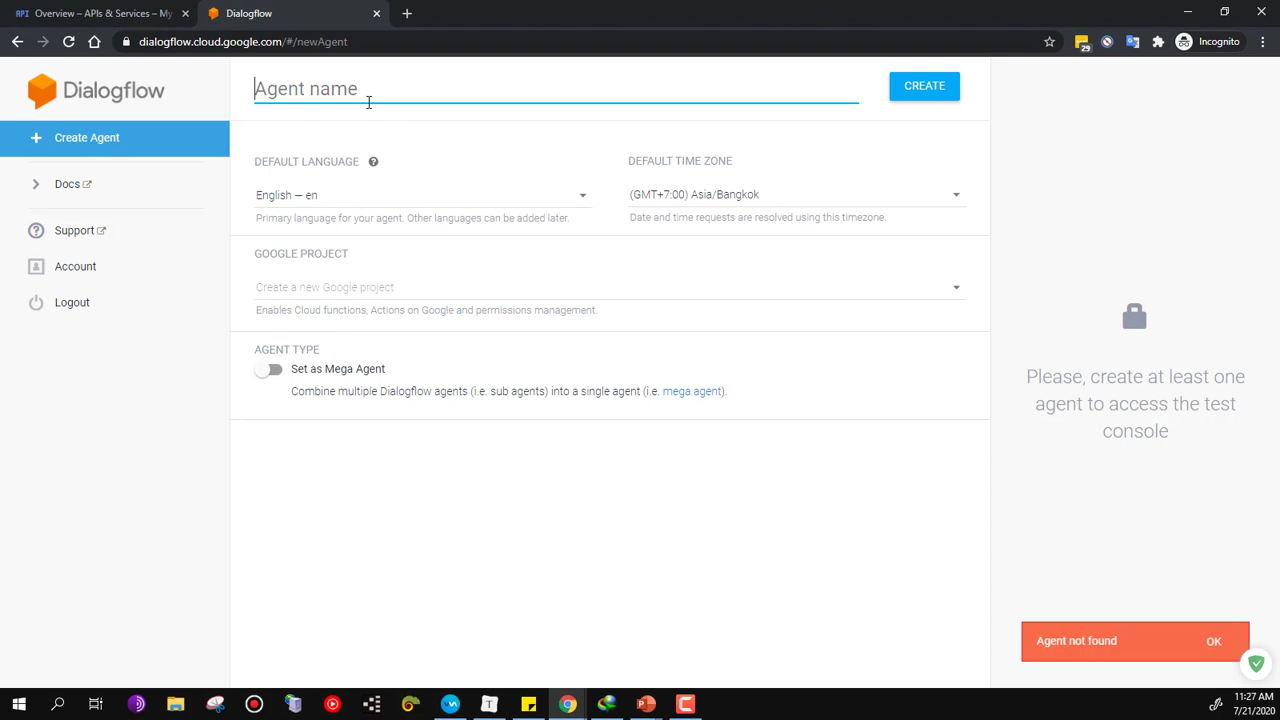 API Overview – APIs & Services – My
Dialogflow
dialogflow.cloud.google.com/#/newAgent
29
Incognito
Dialogflow
Agent name
CREATE
Create Agent
Docs
Support
Account
Logout
DEFAULT LANGUAGE
DEFAULT TIME ZONE
English — en
(GMT+7:00) Asia/Bangkok
Primary language for your agent. Other languages can be added later.
Date and time requests are resolved using this timezone.
GOOGLE PROJECT
Create a new Google project
Enables Cloud functions, Actions on Google and permissions management.
AGENT TYPE
Set as Mega Agent
Combine multiple Dialogflow agents (i.e. sub agents) into a single agent (i.e. mega agent).
Please, create at least one
agent to access the test
console
Agent not found
OK
11:27 AM
7/21/2020